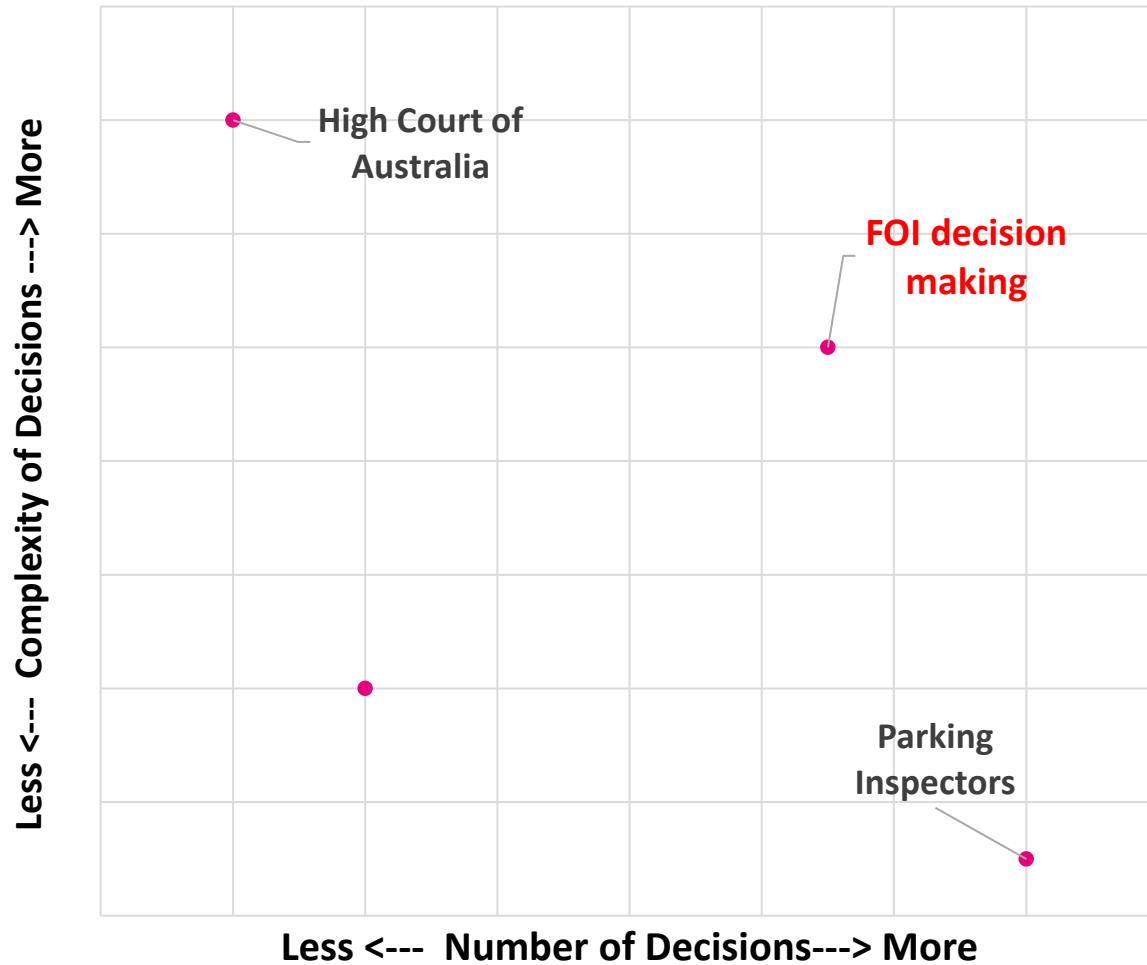 High Court of
Australia
FOI decision
making
Parking
Inspectors
Less <--- Complexity of Decisions ---> More
Less <--- Number of Decisions---> More